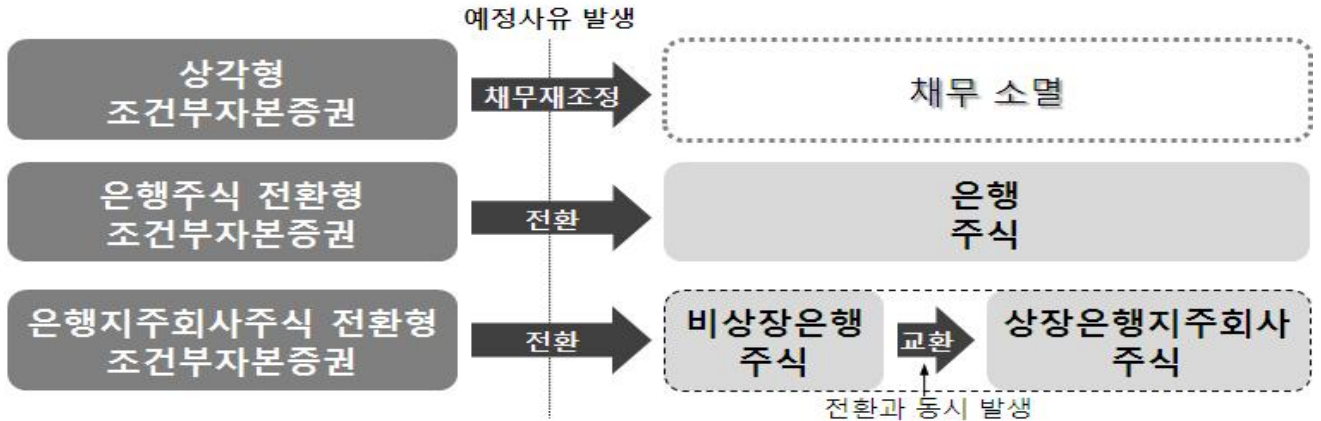 예정사유 발생
상각형
조건부자본증권
채무재조정
채무 소멸
은행주식 전환형
조건부자본증권
전환
은행
주식
은행지주회사주식 전환형
조건부자본증권
전환
비상장은행
주식
교환
상장은행지주회사
주식
전환과 동시 발생